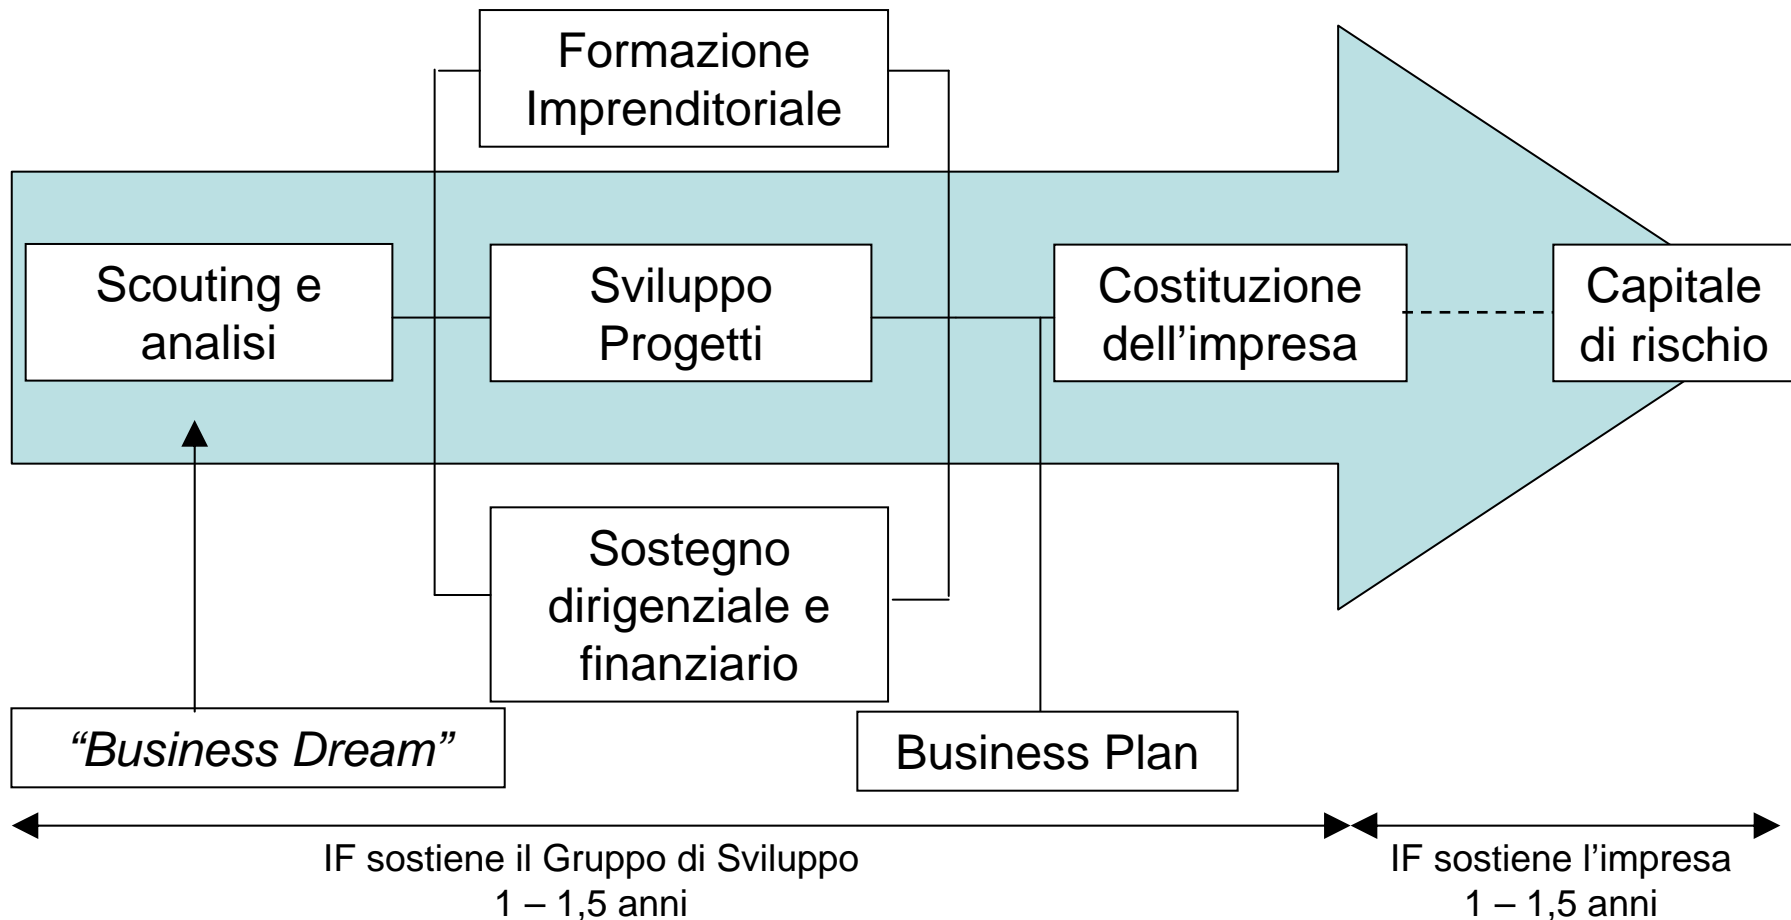 Formazione
Imprenditoriale
Scouting e
analisi
Sviluppo
Progetti
Costituzione
dell’impresa
Capitale
di rischio
Sostegno
dirigenziale e
finanziario
“Business Dream”
Business Plan
IF sostiene il Gruppo di Sviluppo
1 – 1,5 anni
IF sostiene l’impresa
1 – 1,5 anni